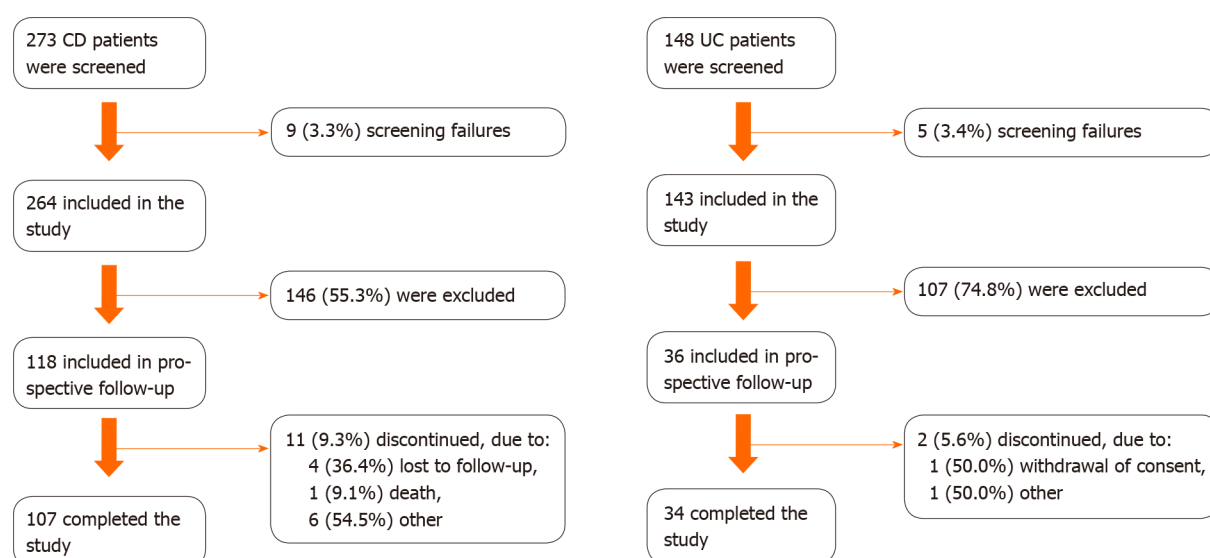 273 CD patients
were screened
9 (3.3%) screening failures
264 included in the
study
146 (55.3%) were excluded
118 included in pro-
spective follow-up
11 (9.3%) discontinued, due to:
4 (36.4%) lost to follow-up,
1 (9.1%) death,
6 (54.5%) other
107 completed the
study
148 UC patients
were screened
5 (3.4%) screening failures
143 included in the
study
107 (74.8%) were excluded
36 included in pro-
spective follow-up
2 (5.6%) discontinued, due to:
1 (50.0%) withdrawal of consent,
1 (50.0%) other
34 completed the
study